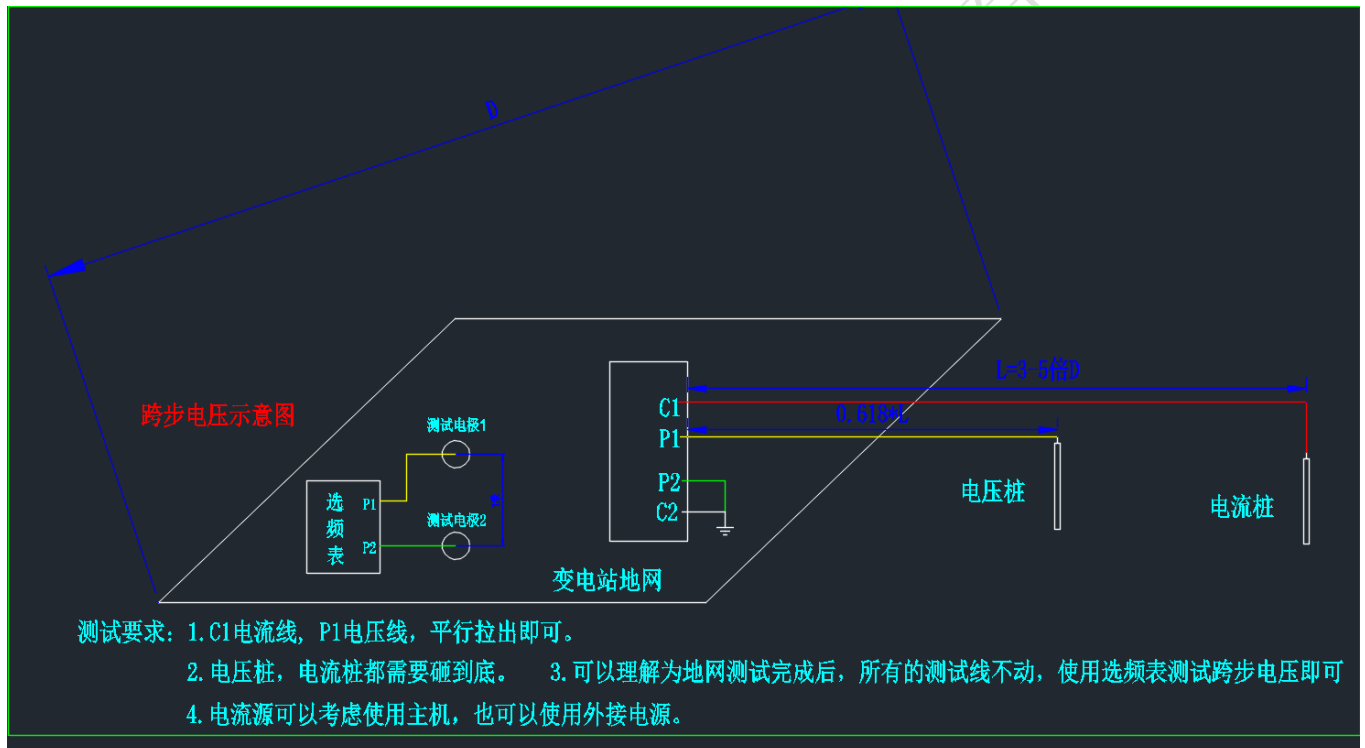 D
L=3-5倍D
跨步电压示意图
C1
0.618*L
测试电极1
P1
选频表
P1
P2
电压桩
电流桩
测试电极2
P2
C2
变电站地网
测试要求：1.C1电流线，P1电压线，平行拉出即可。
2.电压桩，电流桩都需要砸到底。 3.可以理解为地网测试完成后，所有的测试线不动，使用选频表测试跨步电压即可
4.电流源可以考虑使用主机，也可以使用外接电源。